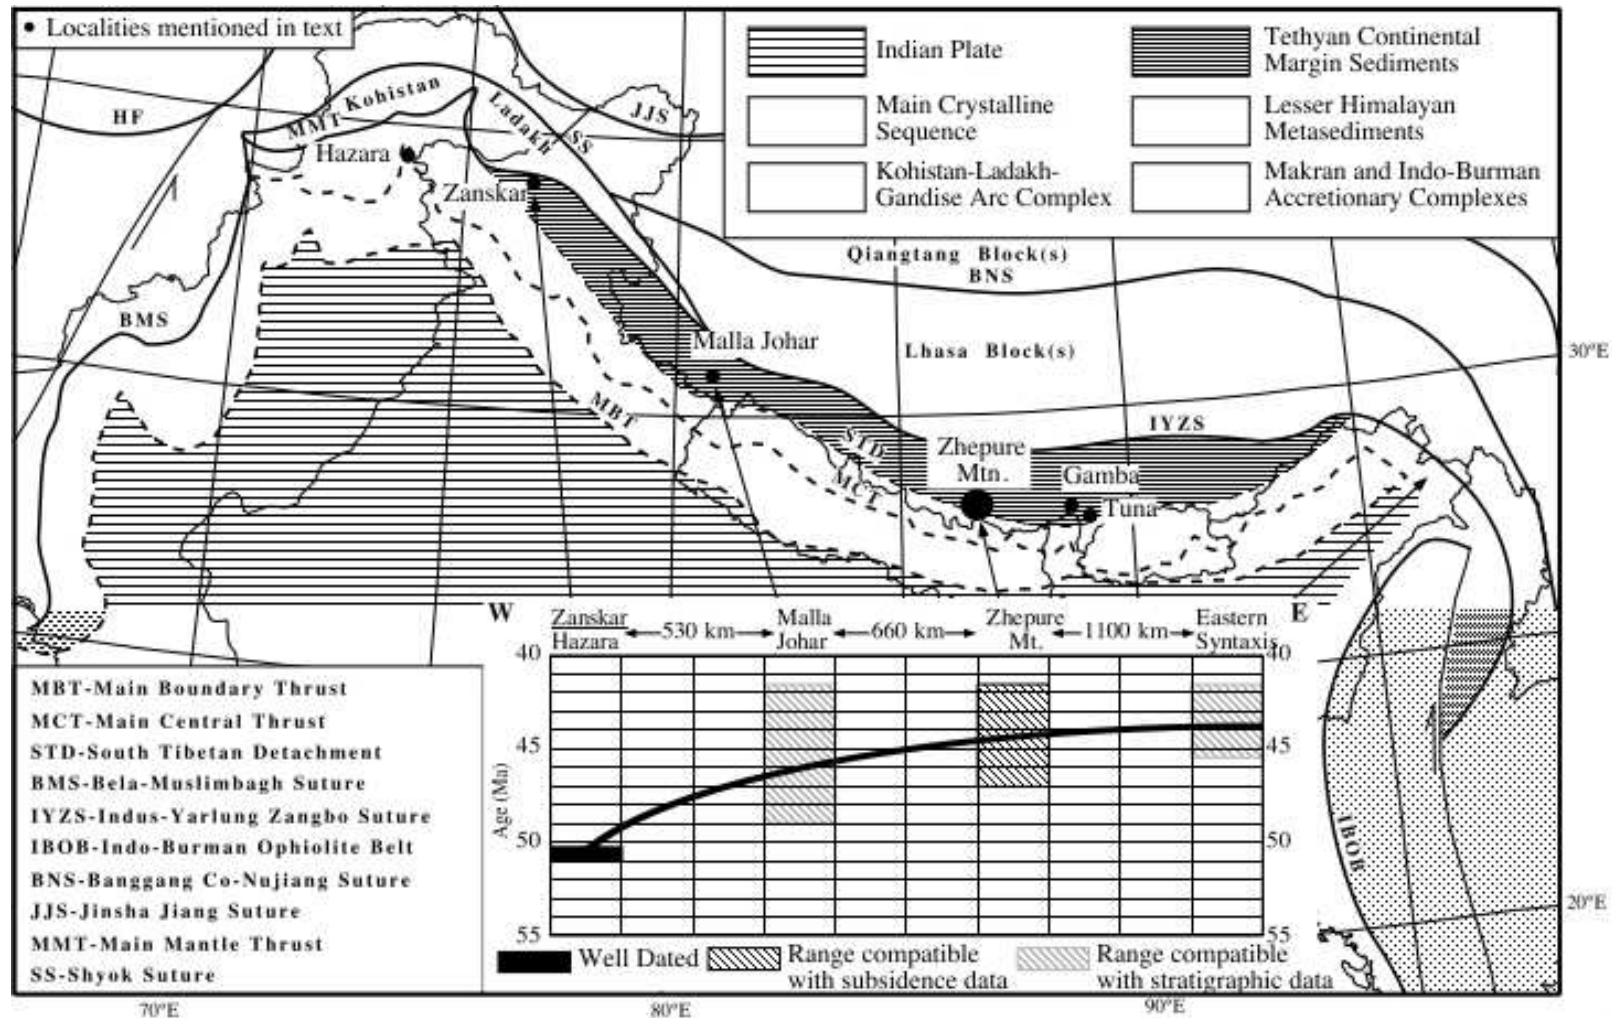 • Localities mentioned in text
Indian Plate
Tethyan Continental
Margin Sediments
Main Crystalline
Sequence
Lesser Himalayan
Metasediments
Kohistan-Ladakh-
Gandise Arc Complex
Makran and Indo-Burman
Accretionary Complexes
HF
MMT
Kohistan
Ladakh
SS
JJS
Hazara
Zanskar
Qiangtang Block(s)
BNS
BMS
Malla Johar
Lhasa Block(s)
30°E
MBT
STD
MCT
IYZS
Zhepure
Mtn.
Gamba
Tuna
W
E
Zanskar
Hazara
530 km
Malla
Johar
660 km
Zhepure
Mt.
1100 km
Eastern
Syntaxis
40
45
50
55
Age (Ma)
40
45
50
55
Well Dated
Range compatible
with subsidence data
Range compatible
with stratigraphic data
IBOB
20°E
MBT-Main Boundary Thrust
MCT-Main Central Thrust
STD-South Tibetan Detachment
BMS-Bela-Muslimbagh Suture
IYZS-Indus-Yarlung Zangbo Suture
IBOB-Indo-Burman Ophiolite Belt
BNS-Banggang Co-Nujiang Suture
JJS-Jinsha Jiang Suture
MMT-Main Mantle Thrust
SS-Shyok Suture
70°E
80°E
90°E